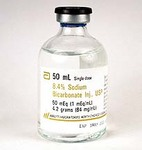 50 mL Single-dose
8.4% Sodium
Bicarbonate Inj., USP
50 mEq (1 mEq/mL)
4.2 grams (84 mg/mL)